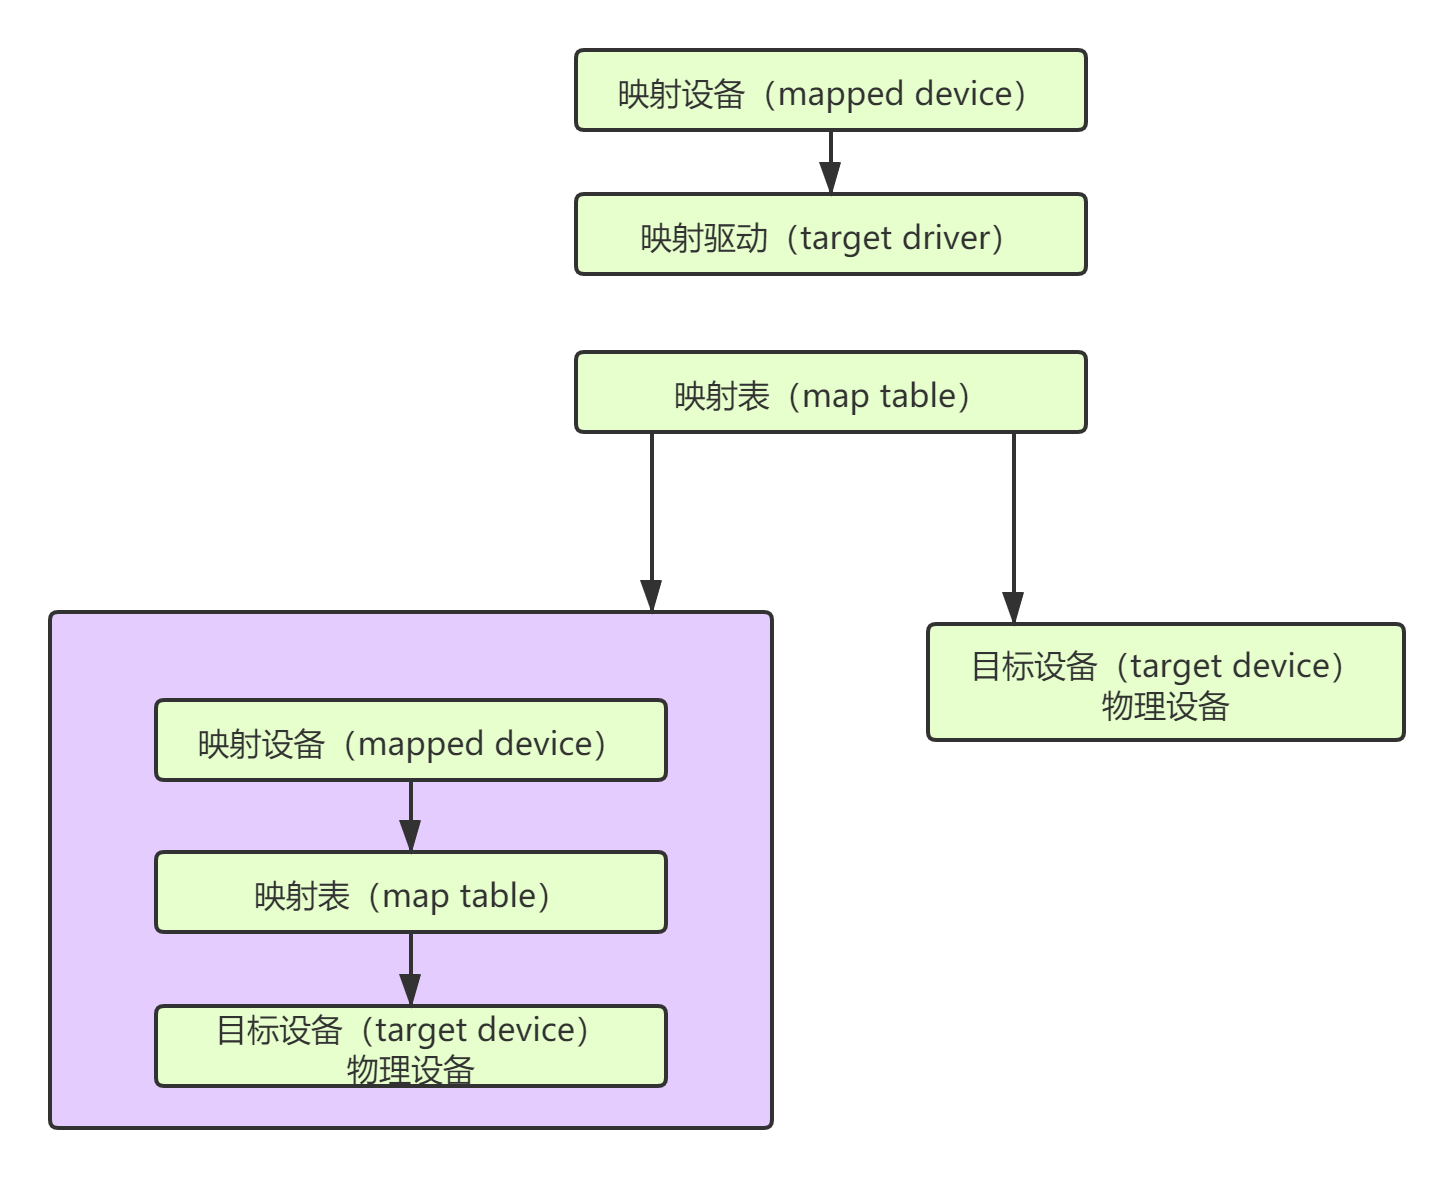 映射设备（mapped device）
映射驱动（target driver）
映射表（map table）
目标设备（target device）
物理设备
映射设备（mapped device）
映射表（map table）
目标设备（target device）
物理设备